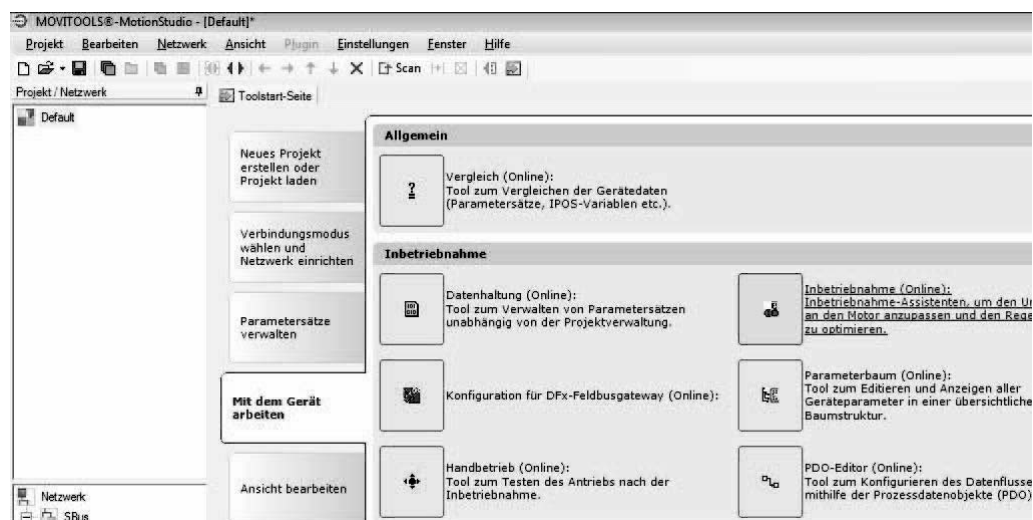 MOVITOOLS®-MotionStudio - [Default]*
Projekt Bearbeiten Netzwerk Ansicht Plugin Einstellungen Fenster Hilfe
Scan
Projekt / Netzwerk
Toolstart-Seite
Default
Neues Projekt
erstellen oder
Projekt laden
Verbindungsmodus
wählen und
Netzwerk einrichten
Parametersätze
verwalten
Mit dem Gerät
arbeiten
Ansicht bearbeiten
Allgemein
Vergleich (Online):
Tool zum Vergleichen der Gerätedaten
(Parametersätze, IPOS-Variablen etc.).
Inbetriebnahme
Datenhaltung (Online):
Tool zum Verwalten von Parametersätzen
unabhängig von der Projektverwaltung.
Inbetriebnahme (Online):
Inbetriebnahme-Assistenten, um den
an den Motor anzupassen und den
zu optimieren.
Konfiguration für DFx-Feldbusgateway (Online):
Parameterbaum (Online):
Tool zum Editieren und Anzeigen aller
Geräteparameter in einer übersichtliche
Baumstruktur.
Handbetrieb (Online):
Tool zum Testen des Antriebs nach der
Inbetriebnahme.
PDO-Editor (Online):
Tool zum Konfigurieren des Datenflusse
mithilfe der Prozessdatenobjekte (PDO)
Netzwerk
SBus